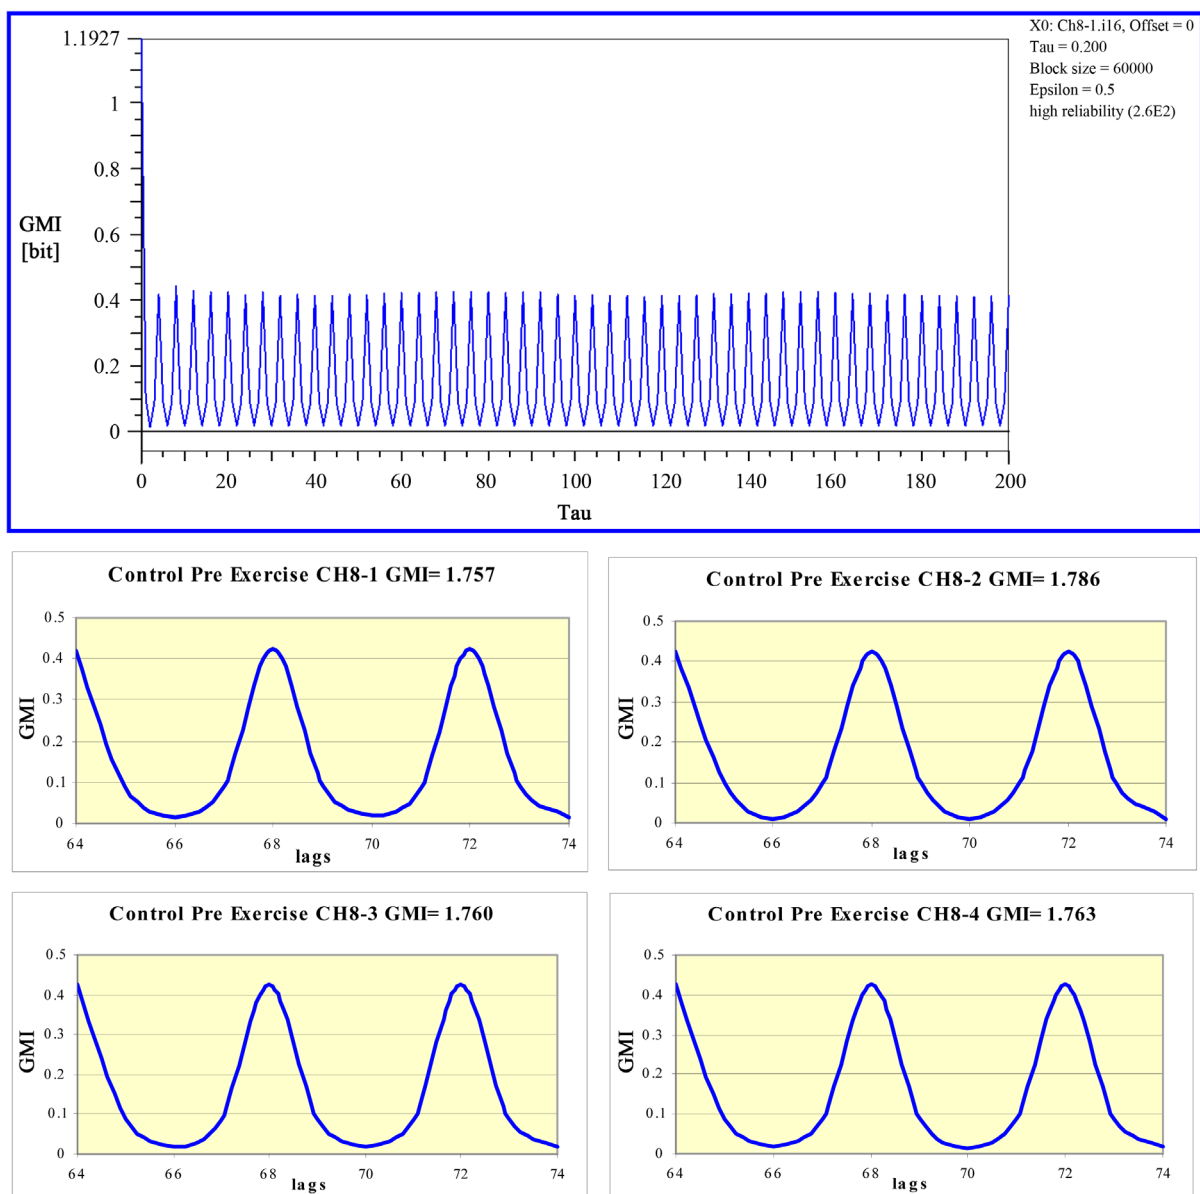 X0: Ch8-1.i16, Offset = 0
Tau = 0.200
Block size = 60000
Epsilon = 0.5
high reliability (2.6E2)
1.1927
1
0.8
0.6
0.4
0.2
0
GMI
[bit]
0 20 40 60 80 100 120 140 160 180 200
Tau
Control Pre Exercise CH8-1 GMI= 1.757
0.5
0.4
0.3
0.2
0.1
0
GMI
64 66 68 70 72 74
lags
Control Pre Exercise CH8-2 GMI= 1.786
0.5
0.4
0.3
0.2
0.1
0
GMI
64 66 68 70 72 74
lags
Control Pre Exercise CH8-3 GMI= 1.760
0.5
0.4
0.3
0.2
0.1
0
GMI
64 66 68 70 72 74
lags
Control Pre Exercise CH8-4 GMI= 1.763
0.5
0.4
0.3
0.2
0.1
0
GMI
64 66 68 70 72 74
lags